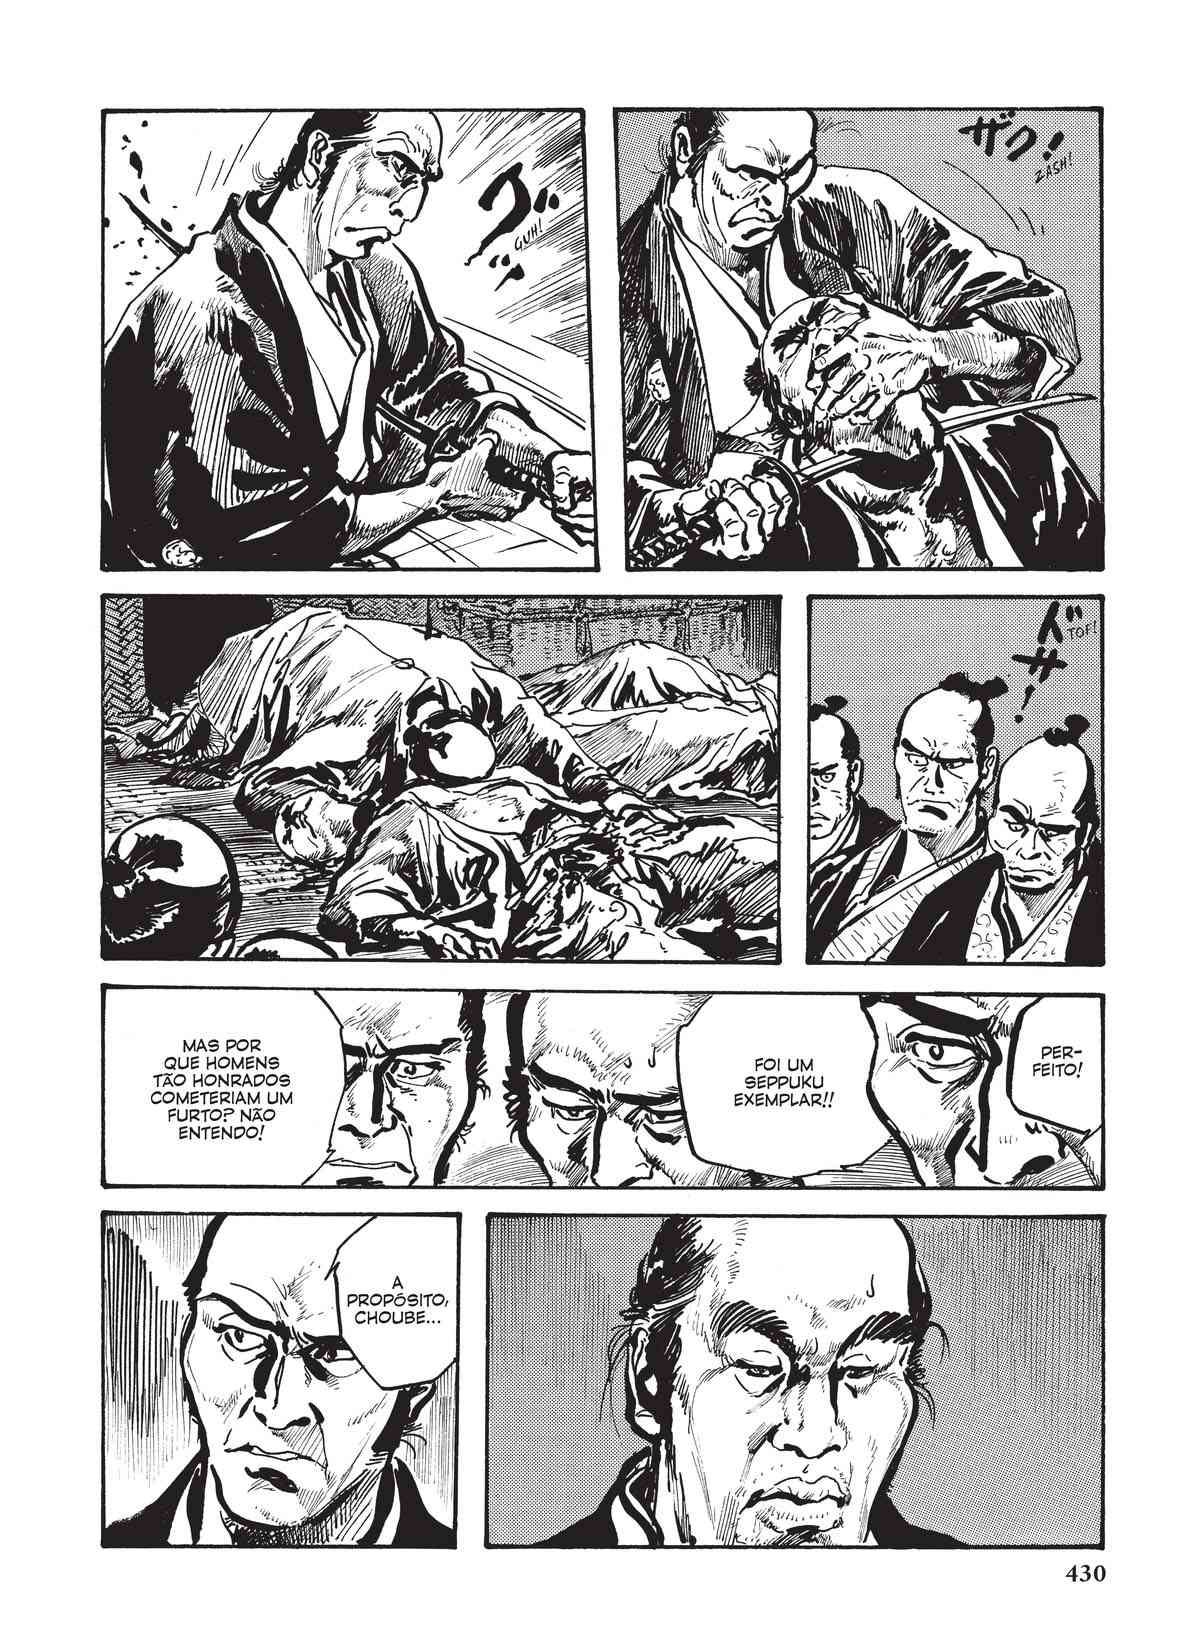 ザク!
ZASH!
グッ
GUH!
ドサ!
TOF!
PER-
FEITO!
FOI UM
SEPPUKU
EXEMPLAR!!
MAS POR
QUE HOMENS
TÃO HONRADOS
COMETERIAM UM
FURTO? NÃO
ENTENDO!
A
PROPÓSITO,
CHOUBE...
430